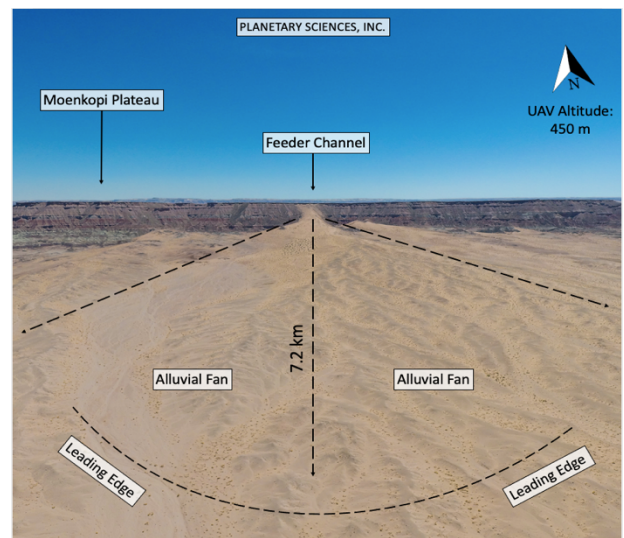 PLANETARY SCIENCES, INC.
N
UAV Altitude:
450 m
Moenkopi Plateau
Feeder Channel
7.2 km
Alluvial Fan
Alluvial Fan
Leading Edge
Leading Edge